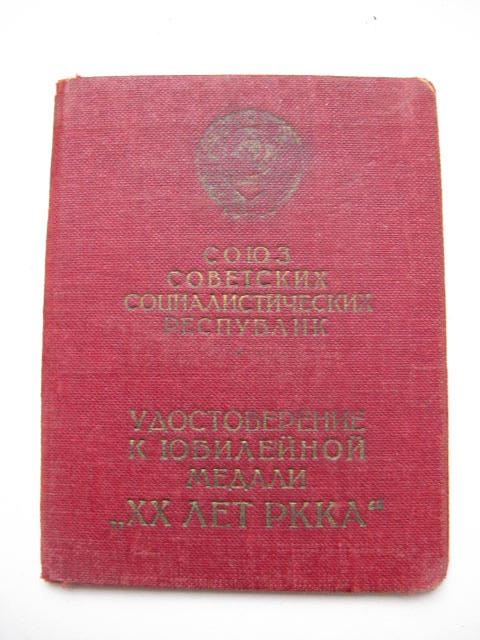 СОЮЗ
СОВЕТСКИХ
СОЦИАЛИСТИЧЕСКИХ
РЕСПУБЛИК
УДОСТОВЕРЕНИЕ
К ЮБИЛЕЙНОЙ
МЕДАЛИ
„XX ЛЕТ РККА“